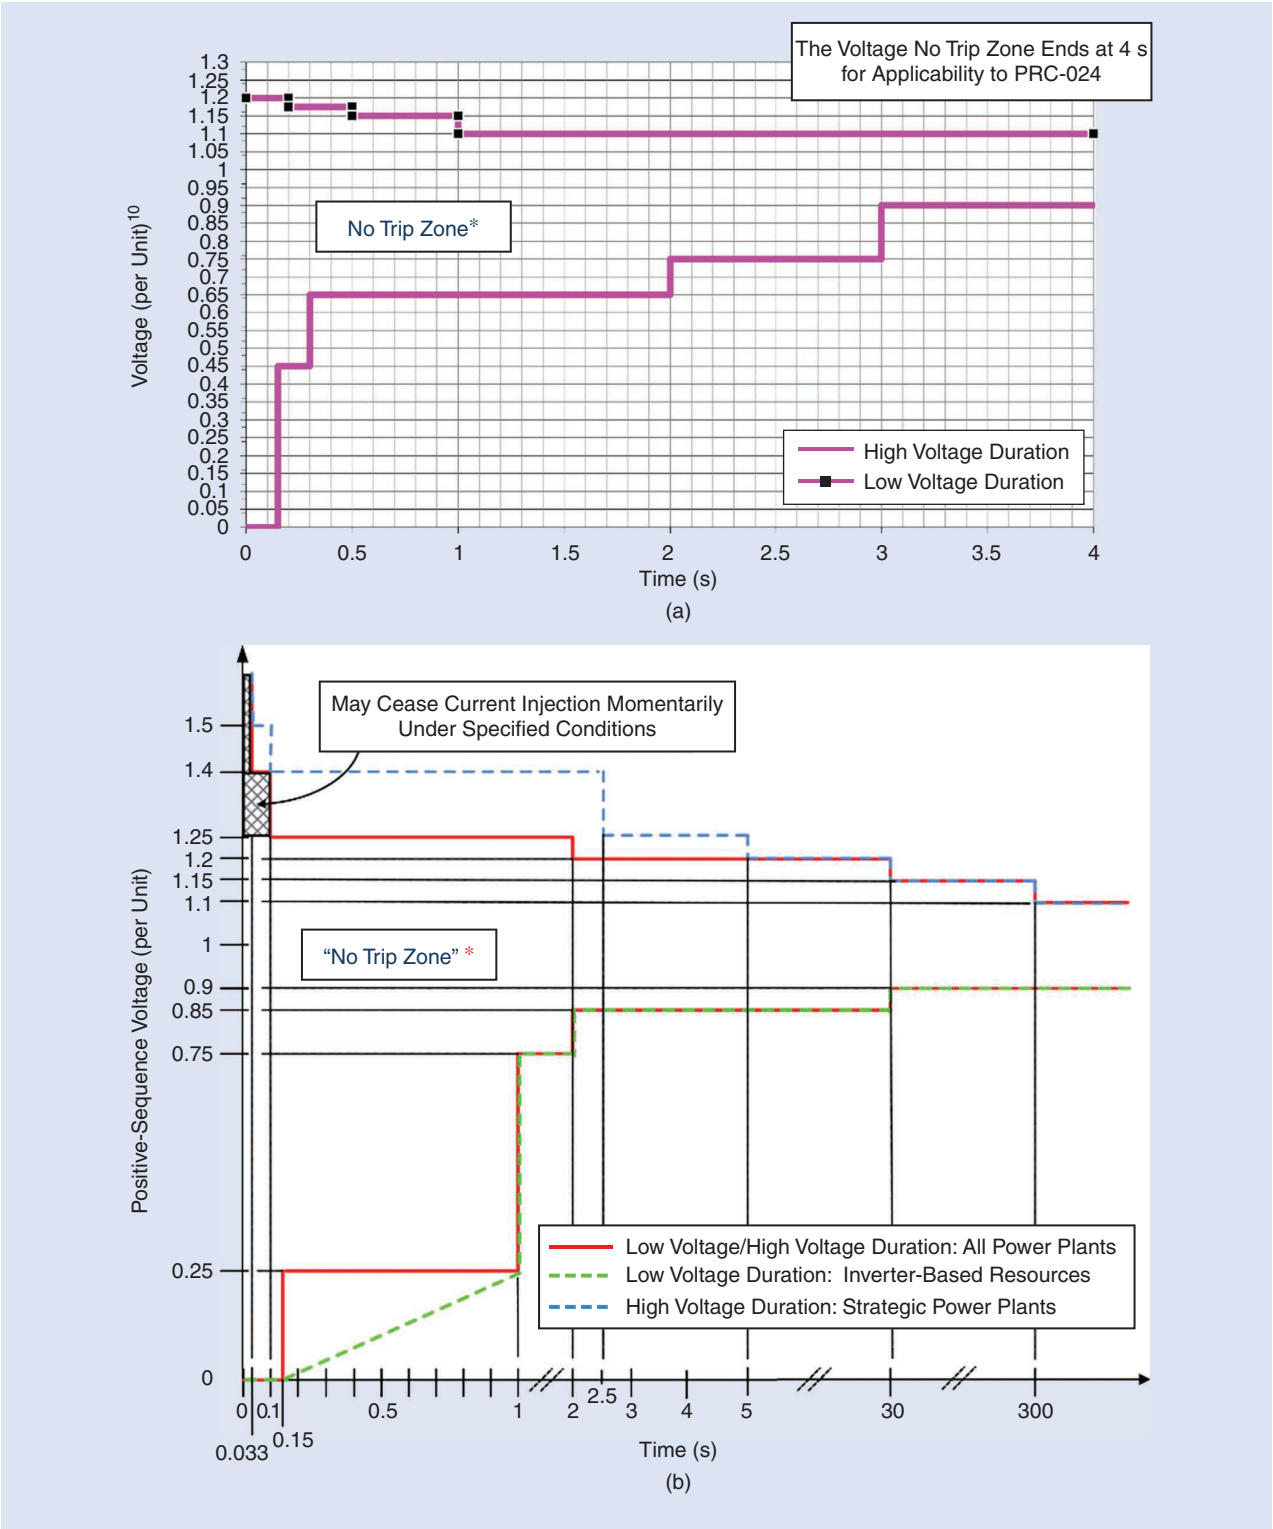 The Voltage No Trip Zone Ends at 4 s
for Applicability to PRC-024
1.3
1.25
1.2
1.15
1.1
1.05
1
0.95
0.9
0.85
0.8
0.75
0.7
0.65
0.6
0.55
0.5
0.45
0.4
0.35
0.3
0.25
0.2
0.15
0.1
0.05
0
Voltage (per Unit)10
No Trip Zone*
High Voltage Duration
Low Voltage Duration
0 0.5 1 1.5 2 2.5 3 3.5 4
Time (s)
(a)
May Cease Current Injection Momentarily
Under Specified Conditions
1.5
1.4
1.25
1.2
1.15
1.1
1
0.9
0.85
0.75
0.25
0
Positive-Sequence Voltage (per Unit)
“No Trip Zone” *
Low Voltage/High Voltage Duration: All Power Plants
Low Voltage Duration: Inverter-Based Resources
High Voltage Duration: Strategic Power Plants
0 0.1 0.5 1 2 2.5 3 4 5 30 300
0.033 0.15
Time (s)
(b)